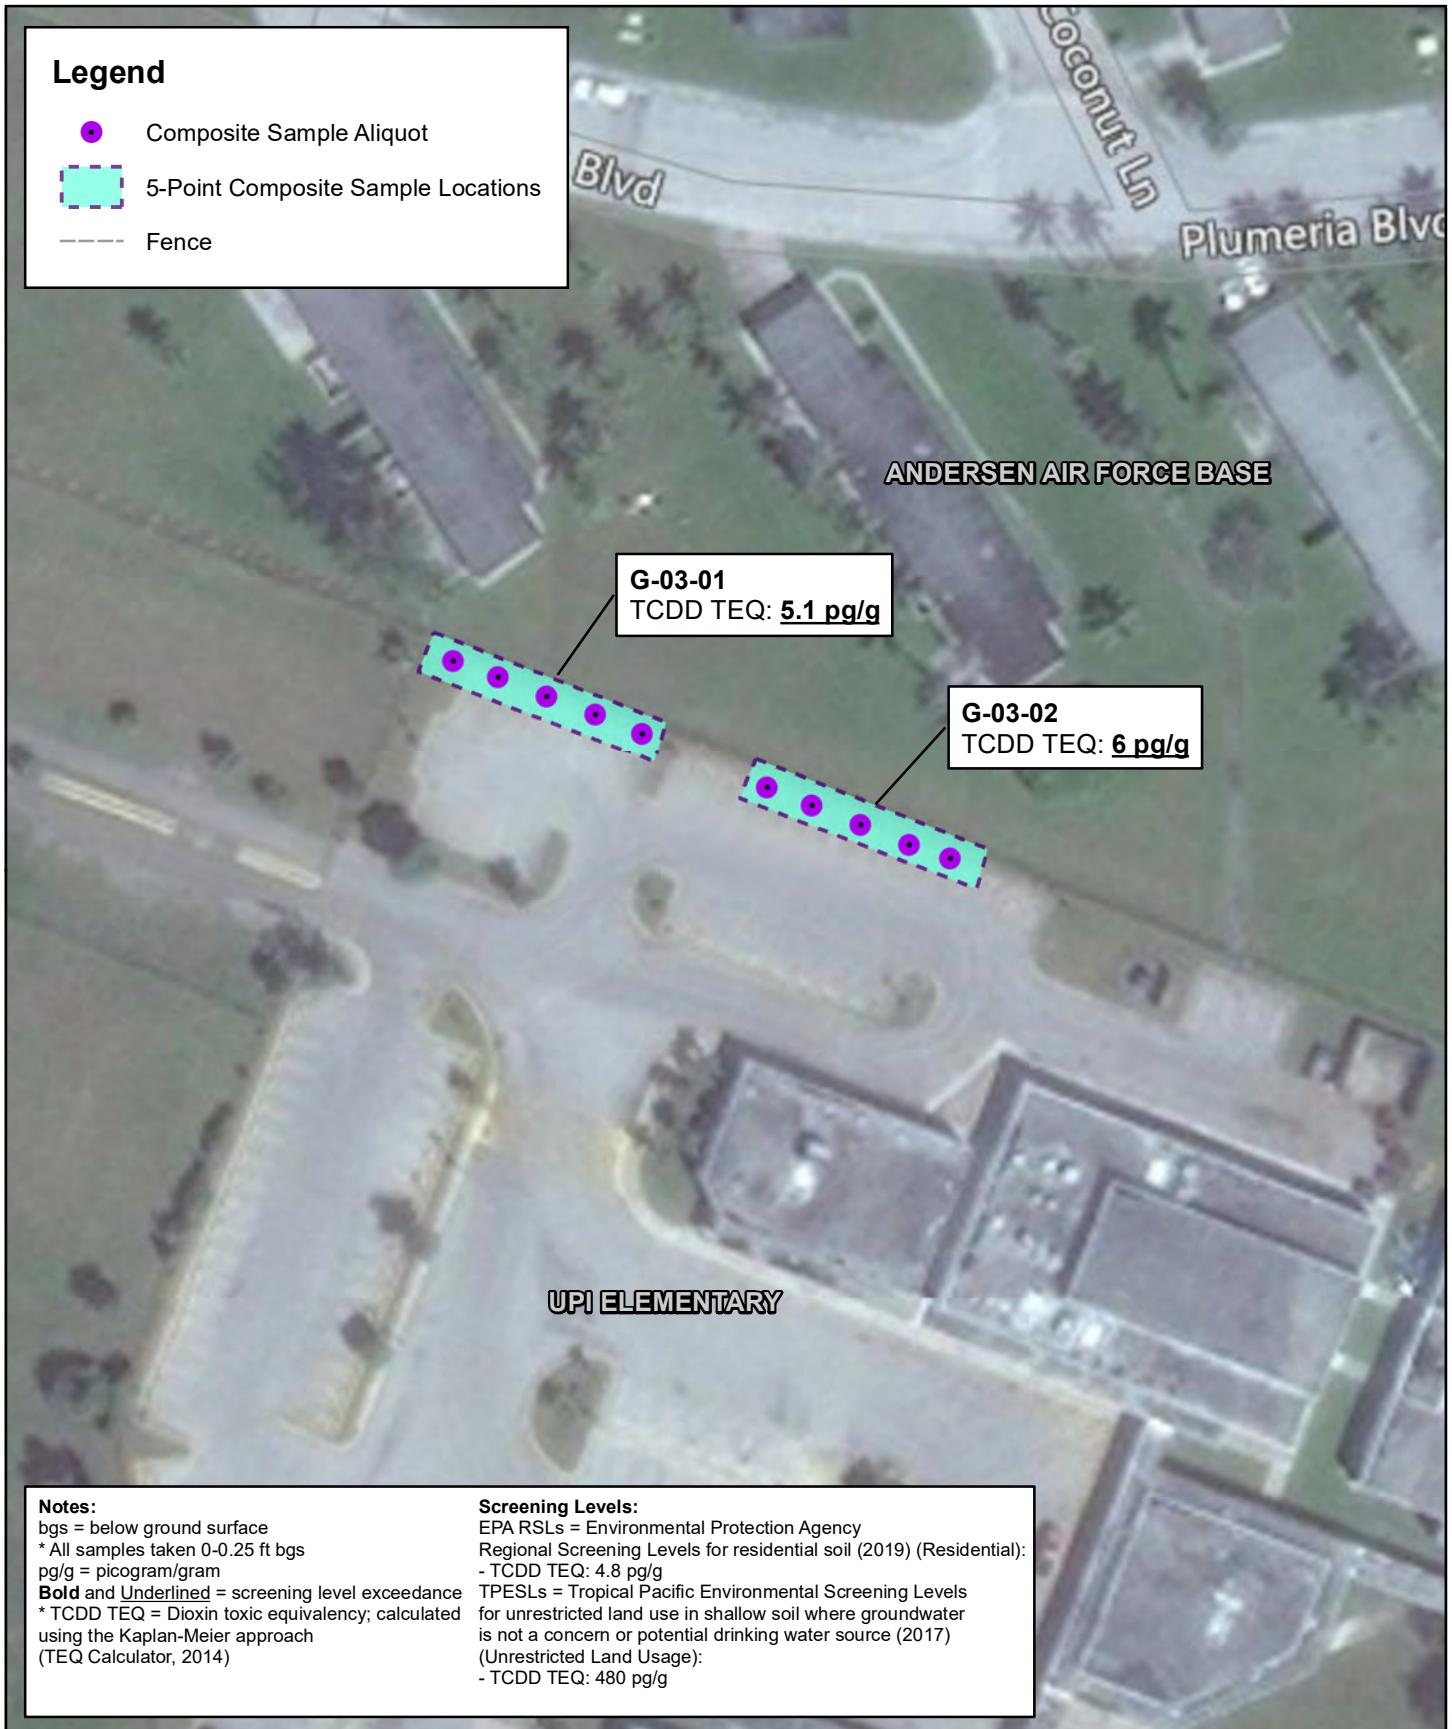 Legend
Composite Sample Aliquot
5-Point Composite Sample Locations
Fence
Coconut Ln
Blvd
Plumeria Blvd
ANDERSEN AIR FORCE BASE
G-03-01
TCDD TEQ: 5.1 pg/g
G-03-02
TCDD TEQ: 6 pg/g
UPI ELEMENTARY
Notes:
bgs = below ground surface
* All samples taken 0-0.25 ft bgs
pg/g = picogram/gram
Bold and Underlined = screening level exceedance
* TCDD TEQ = Dioxin toxic equivalency; calculated
using the Kaplan-Meier approach
(TEQ Calculator, 2014)
Screening Levels:
EPA RSLs = Environmental Protection Agency
Regional Screening Levels for residential soil (2019) (Residential):
- TCDD TEQ: 4.8 pg/g
TPESLs = Tropical Pacific Environmental Screening Levels
for unrestricted land use in shallow soil where groundwater
is not a concern or potential drinking water source (2017)
(Unrestricted Land Usage):
- TCDD TEQ: 480 pg/g